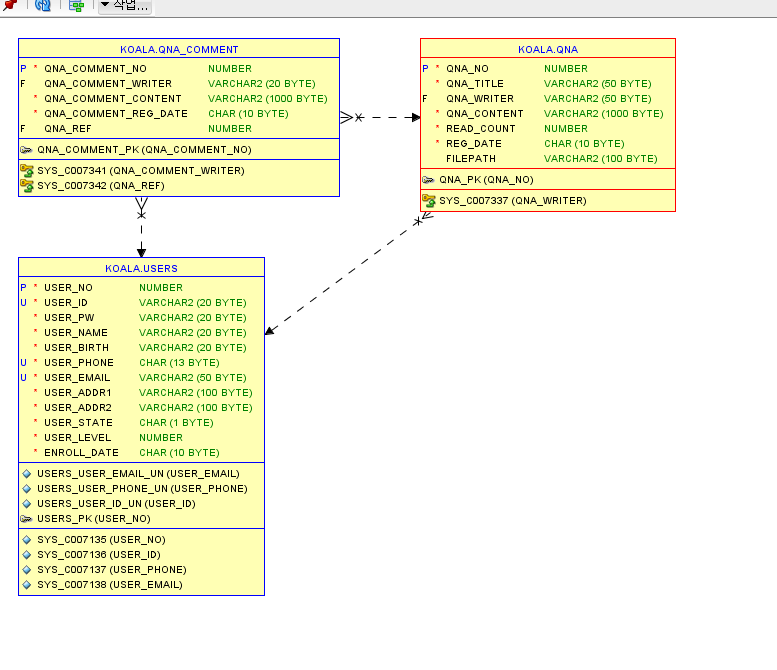 작업...
KOALA.QNA_COMMENT
P * QNA_COMMENT_NO NUMBER
F QNA_COMMENT_WRITER VARCHAR2 (20 BYTE)
* QNA_COMMENT_CONTENT VARCHAR2 (1000 BYTE)
* QNA_COMMENT_REG_DATE CHAR (10 BYTE)
F QNA_REF NUMBER
QNA_COMMENT_PK (QNA_COMMENT_NO)
SYS_C007341 (QNA_COMMENT_WRITER)
SYS_C007342 (QNA_REF)
KOALA.QNA
P * QNA_NO NUMBER
* QNA_TITLE VARCHAR2 (50 BYTE)
F QNA_WRITER VARCHAR2 (50 BYTE)
* QNA_CONTENT VARCHAR2 (1000 BYTE)
* READ_COUNT NUMBER
* REG_DATE CHAR (10 BYTE)
FILEPATH VARCHAR2 (100 BYTE)
QNA_PK (QNA_NO)
SYS_C007337 (QNA_WRITER)
KOALA.USERS
P * USER_NO NUMBER
U * USER_ID VARCHAR2 (20 BYTE)
* USER_PW VARCHAR2 (20 BYTE)
* USER_NAME VARCHAR2 (20 BYTE)
* USER_BIRTH VARCHAR2 (20 BYTE)
U * USER_PHONE CHAR (13 BYTE)
U * USER_EMAIL VARCHAR2 (50 BYTE)
* USER_ADDR1 VARCHAR2 (100 BYTE)
* USER_ADDR2 VARCHAR2 (100 BYTE)
* USER_STATE CHAR (1 BYTE)
* USER_LEVEL NUMBER
* ENROLL_DATE CHAR (10 BYTE)
USERS_USER_EMAIL_UN (USER_EMAIL)
USERS_USER_PHONE_UN (USER_PHONE)
USERS_USER_ID_UN (USER_ID)
USERS_PK (USER_NO)
SYS_C007135 (USER_NO)
SYS_C007136 (USER_ID)
SYS_C007137 (USER_PHONE)
SYS_C007138 (USER_EMAIL)